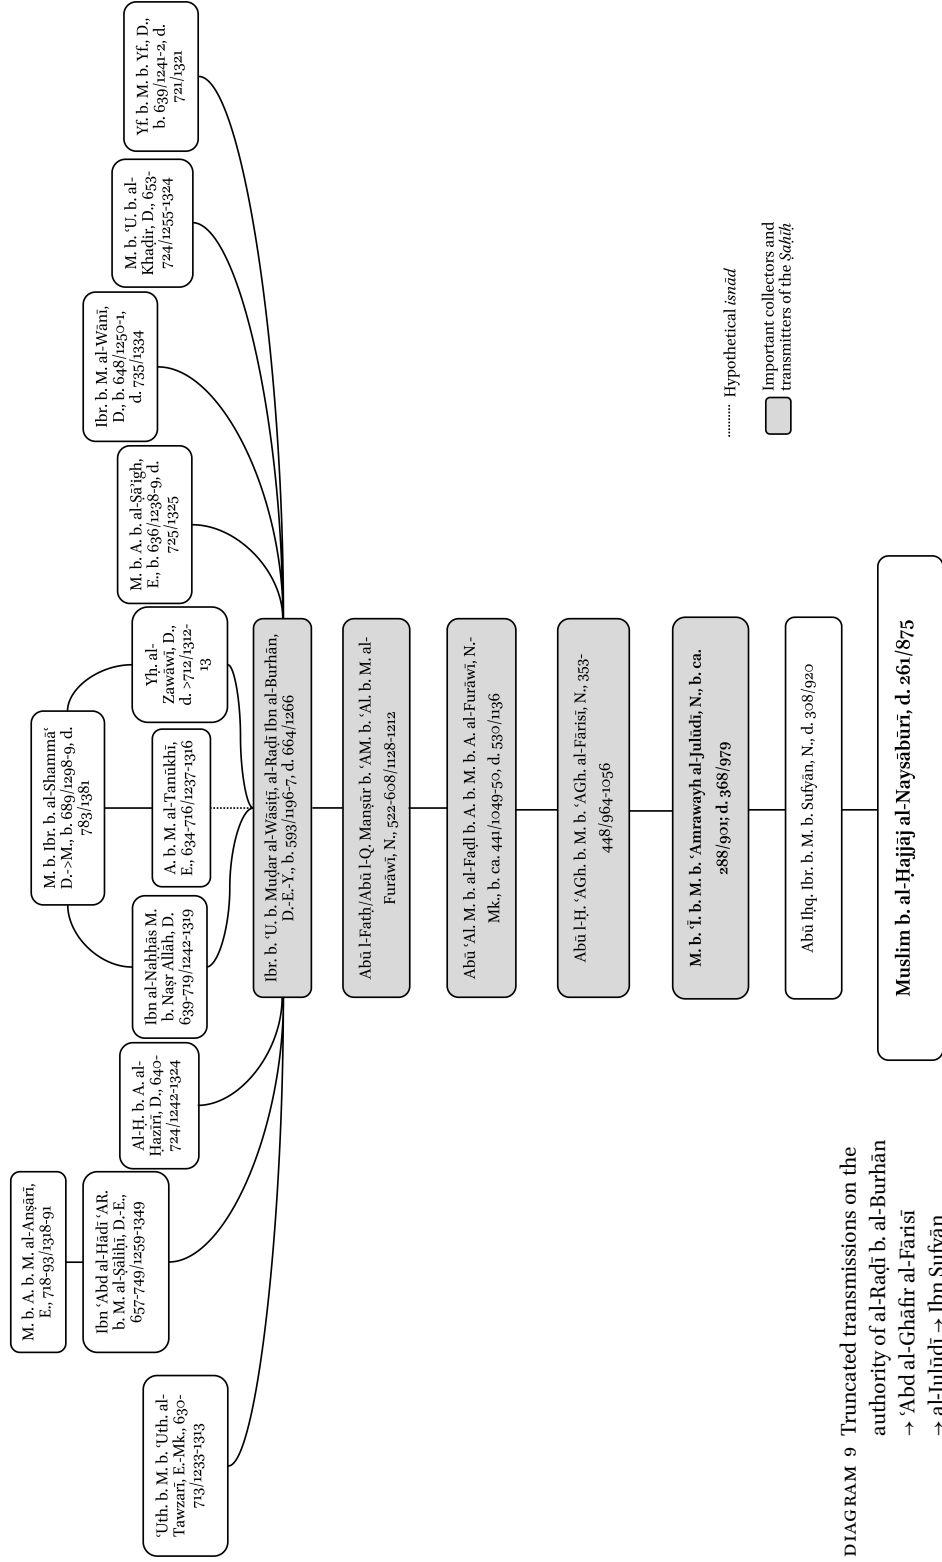 M. b. A. b. M. al-Anṣārī,
E., 718-93/1318-91
ʿUth. b. M. b. ʿUth. al-
Tawzarī, E.-Mk., 630-
713/1233-1313
Ibn ʿAbd al-Hādī ʿAR.
b. M. al-Ṣāliḥī, D.-E.,
657-749/1259-1349
Al-Ḥ. b. A. al-
Ḥazīrī, D., 640-
724/1242-1324
M. b. Ibr. b. al-Shammāʿ
D.->M., b. 689/1298-9, d.
783/1381
Ibn al-Naḥḥās M.
b. Naṣr Allāh, D.
639-719/1242-1319
A. b. M. al-Tanūkhī,
E., 634-716/1237-1316
Yḥ. al-
Zawāwī, D.,
d. >712/1312-
13
M. b. A. b. al-Ṣāʾigh,
E., b. 636/1238-9, d.
725/1325
Ibr. b. M. al-Wānī,
D., b. 648/1250-1,
d. 735/1334
M. b. ʿU. b. al-
Khaḍir, D., 653-
724/1255-1324
Yf. b. M. b. Yf., D.,
b. 639/1241-2, d.
721/1321
Ibr. b. ʿU. b. Muḍar al-Wāsiṭī, al-Raḍī Ibn al-Burhān,
D.-E.-Y., b. 593/1196-7, d. 664/1266
Abū l-Fatḥ/Abū l-Q. Manṣūr b. ʿAM. b. ʿAl. b. M. al-
Furāwī, N., 522-608/1128-1212
Abū ʿAl. M. b. al-Faḍl b. A. b. M. b. A. al-Furāwī, N.-
Mk., b. ca. 441/1049-50, d. 530/1136
Abū l-Ḥ. ʿAGh. b. M. b. ʿAGh. al-Fārisī, N., 353-
448/964-1056
M. b. ʿĪ. b. M. b. ʿAmrawayh al-Julūdī, N., b. ca.
288/901; d. 368/979
Abū Iḥq. Ibr. b. M. b. Sufyān, N., d. 308/920
Muslim b. al-Ḥajjāj al-Naysābūrī, d. 261/875
Hypothetical isnād
Important collectors and
transmitters of the Ṣaḥīḥ
DIAGRAM 9 Truncated transmissions on the
authority of al-Raḍī b. al-Burhān
→ ʿAbd al-Ghāfir al-Fārisī
→ al-Julūdī → Ibn Sufyān